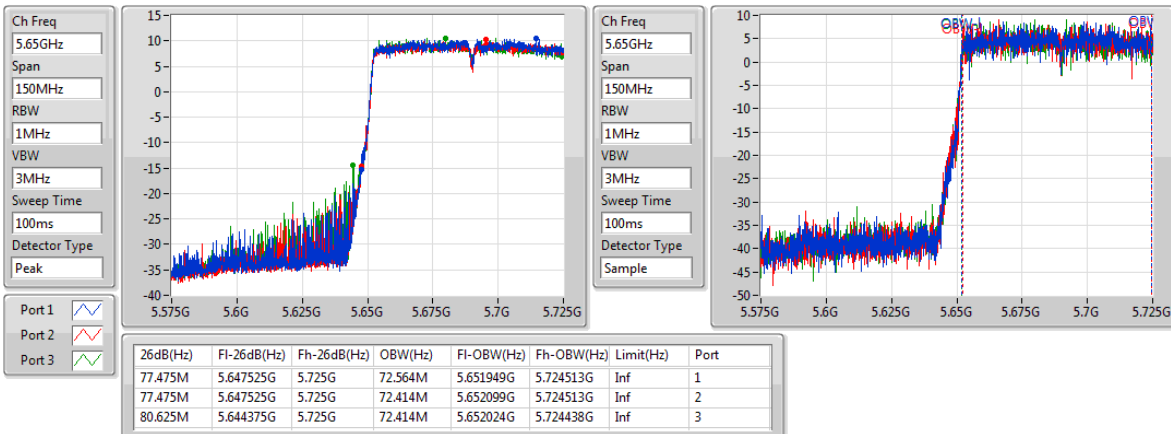 Ch Freq
5.65GHz
Span
150MHz
RBW
1MHz
VBW
3MHz
Sweep Time
100ms
Detector Type
Peak
Port 1
Port 2
Port 3
15
10
5
0
-5
-10
-15
-20
-25
-30
-35
-40
5.575G 5.6G 5.625G 5.65G 5.675G 5.7G 5.725G
Ch Freq
5.65GHz
Span
150MHz
RBW
1MHz
VBW
3MHz
Sweep Time
100ms
Detector Type
Sample
10
5
0
-5
-10
-15
-20
-25
-30
-35
-40
-45
-50
5.575G 5.6G 5.625G 5.65G 5.675G 5.7G 5.725G
26dB(Hz) Fl-26dB(Hz) Fh-26dB(Hz) OBW(Hz) Fl-OBW(Hz) Fh-OBW(Hz) Limit(Hz) Port
77.475M 5.647525G 5.725G 72.564M 5.651949G 5.724513G Inf 1
77.475M 5.647525G 5.725G 72.414M 5.652099G 5.724513G Inf 2
80.625M 5.644375G 5.725G 72.414M 5.652024G 5.724438G Inf 3